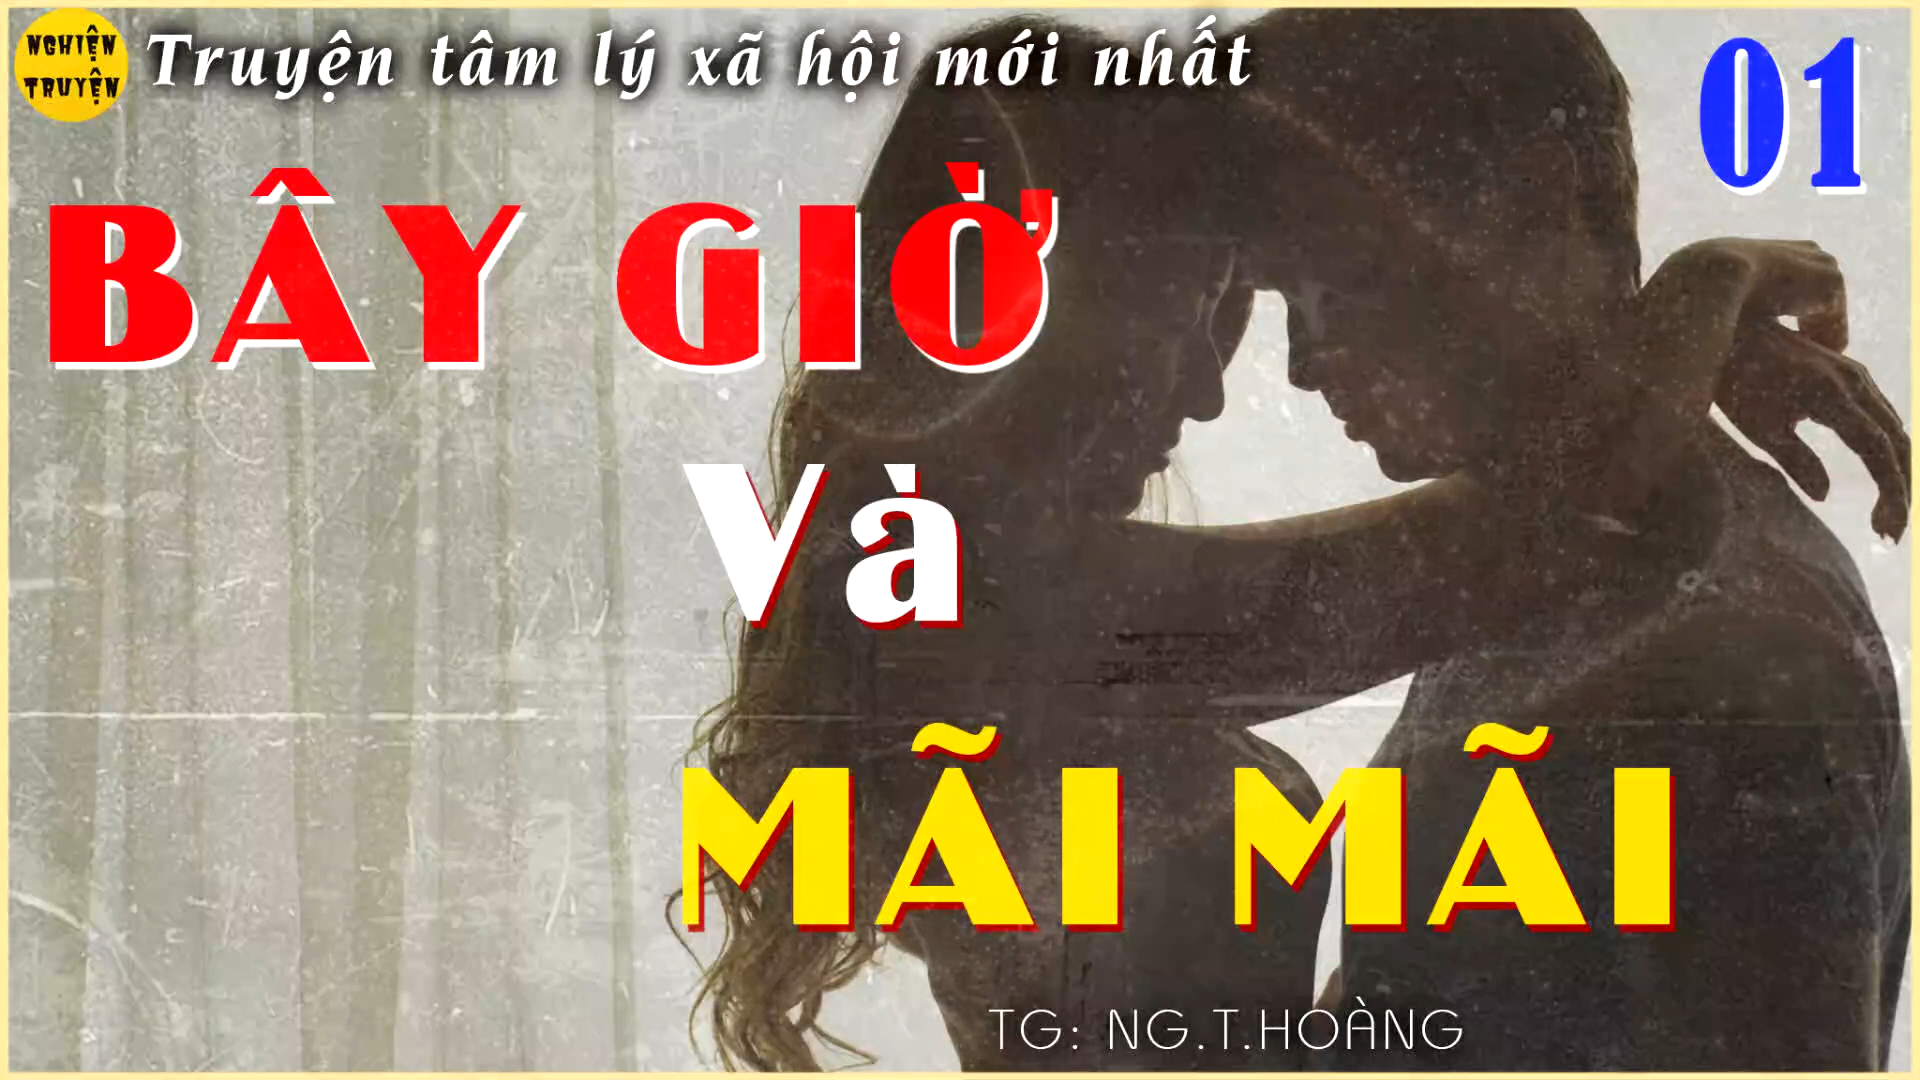 NGHIỆN
TRUYỆN
Truyện tâm lý xã hội mới nhất
01
BÂY GIỜ
Và
MÃI MÃI
TG: NG.T.HOÀNG